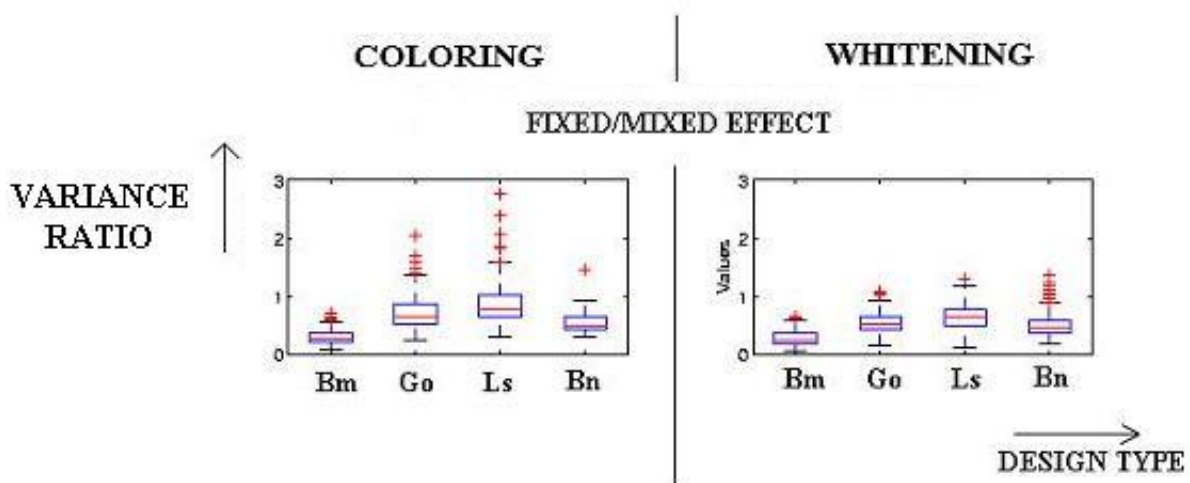 COLORING
WHITENING
FIXED/MIXED EFFECT
VARIANCE
RATIO
3
2
1
0
Bm Go Ls Bn
Values
3
2
1
0
Bm Go Ls Bn
DESIGN TYPE